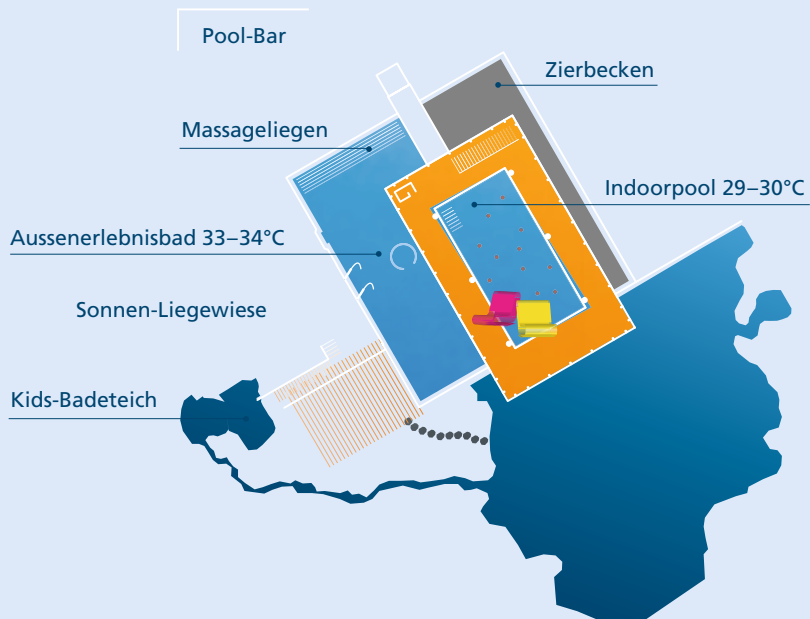 Pool-Bar
Zierbecken
Massageliegen
Indoorpool 29–30°C
Aussenerlebnisbad 33–34°C
Sonnen-Liegewiese
Kids-Badeteich